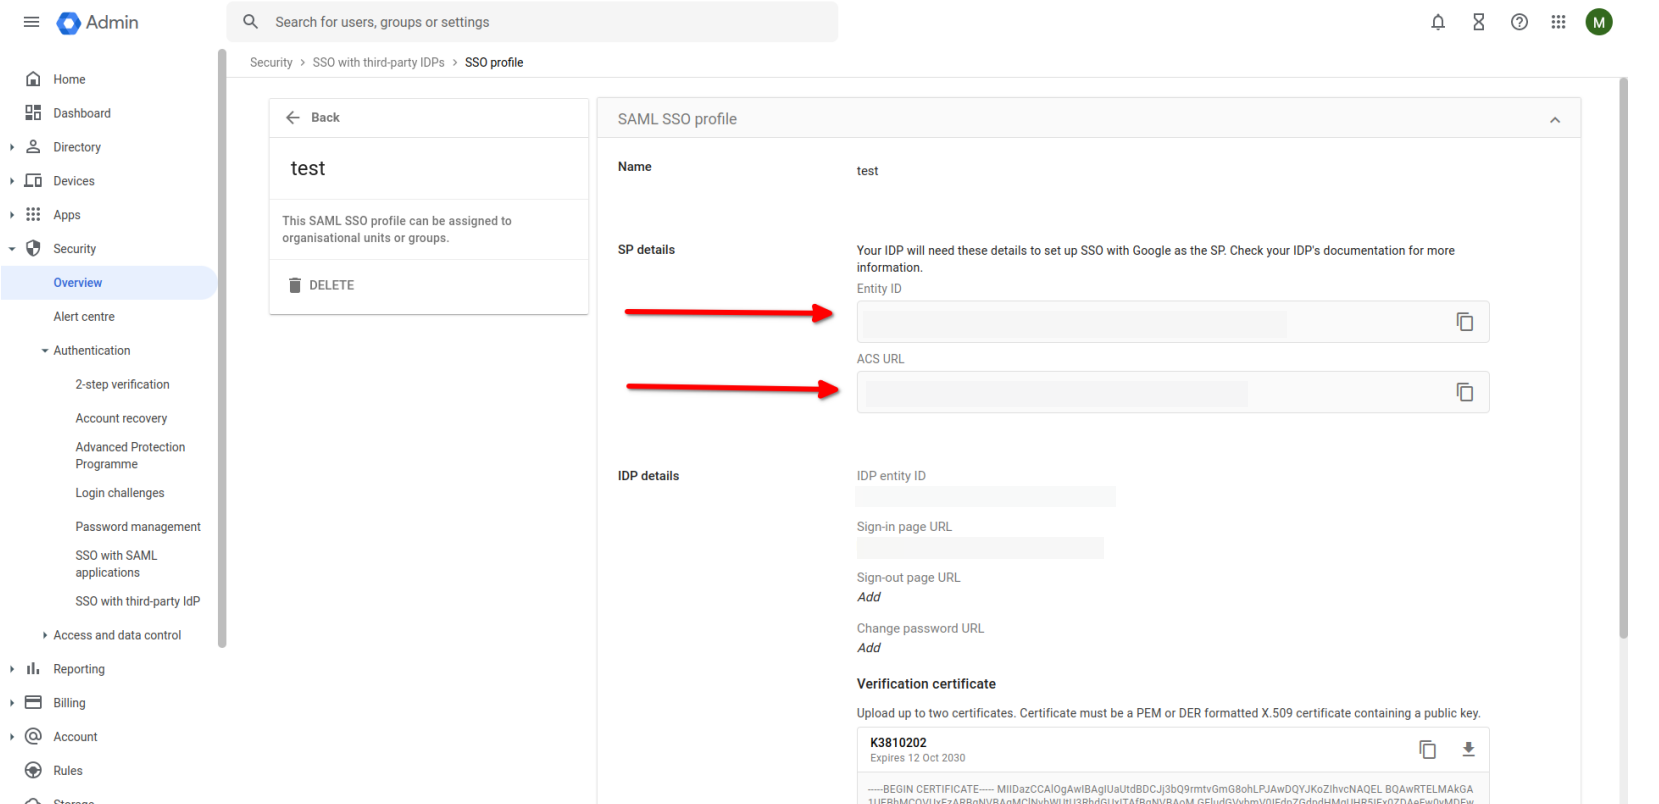 Admin
Search for users, groups or settings
M
Security > SSO with third-party IDPs > SSO profile
Home
Dashboard
Directory
Devices
Apps
Security
Overview
Alert centre
Authentication
2-step verification
Account recovery
Advanced Protection
Programme
Login challenges
Password management
SSO with SAML
applications
SSO with third-party IdP
Access and data control
Reporting
Billing
Account
Rules
Storage
Back
test
This SAML SSO profile can be assigned to
organisational units or groups.
DELETE
SAML SSO profile
Name
test
SP details
Your IDP will need these details to set up SSO with Google as the SP. Check your IDP's documentation for more
information.
Entity ID
ACS URL
IDP details
IDP entity ID
Sign-in page URL
Sign-out page URL
Add
Change password URL
Add
Verification certificate
Upload up to two certificates. Certificate must be a PEM or DER formatted X.509 certificate containing a public key.
K3810202
Expires 12 Oct 2030
-----BEGIN CERTIFICATE-----